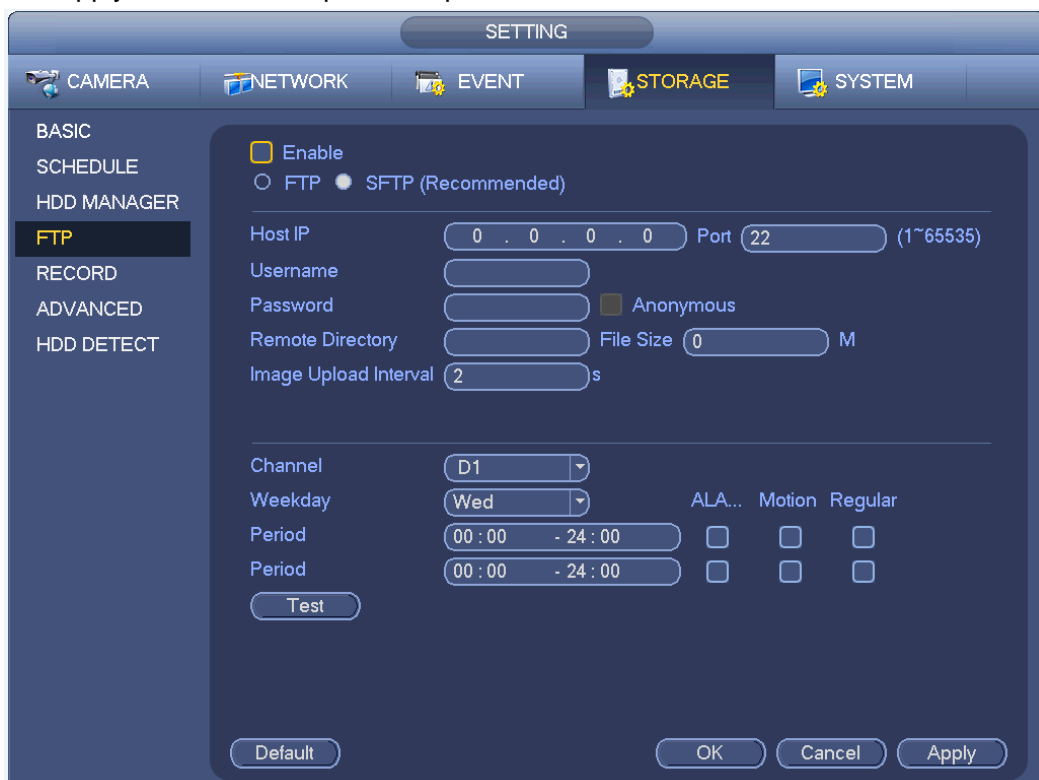 SETTING
CAMERA NETWORK EVENT STORAGE SYSTEM
BASIC
SCHEDULE
HDD MANAGER
FTP
RECORD
ADVANCED
HDD DETECT
Enable
FTP SFTP (Recommended)
Host IP 0 . 0 . 0 . 0 Port 22 (1~65535)
Username
Password Anonymous
Remote Directory File Size 0 M
Image Upload Interval 2 s
Channel D1
Weekday Wed ALA... Motion Regular
Period 00 : 00 - 24 : 00
Period 00 : 00 - 24 : 00
Test
Default OK Cancel Apply